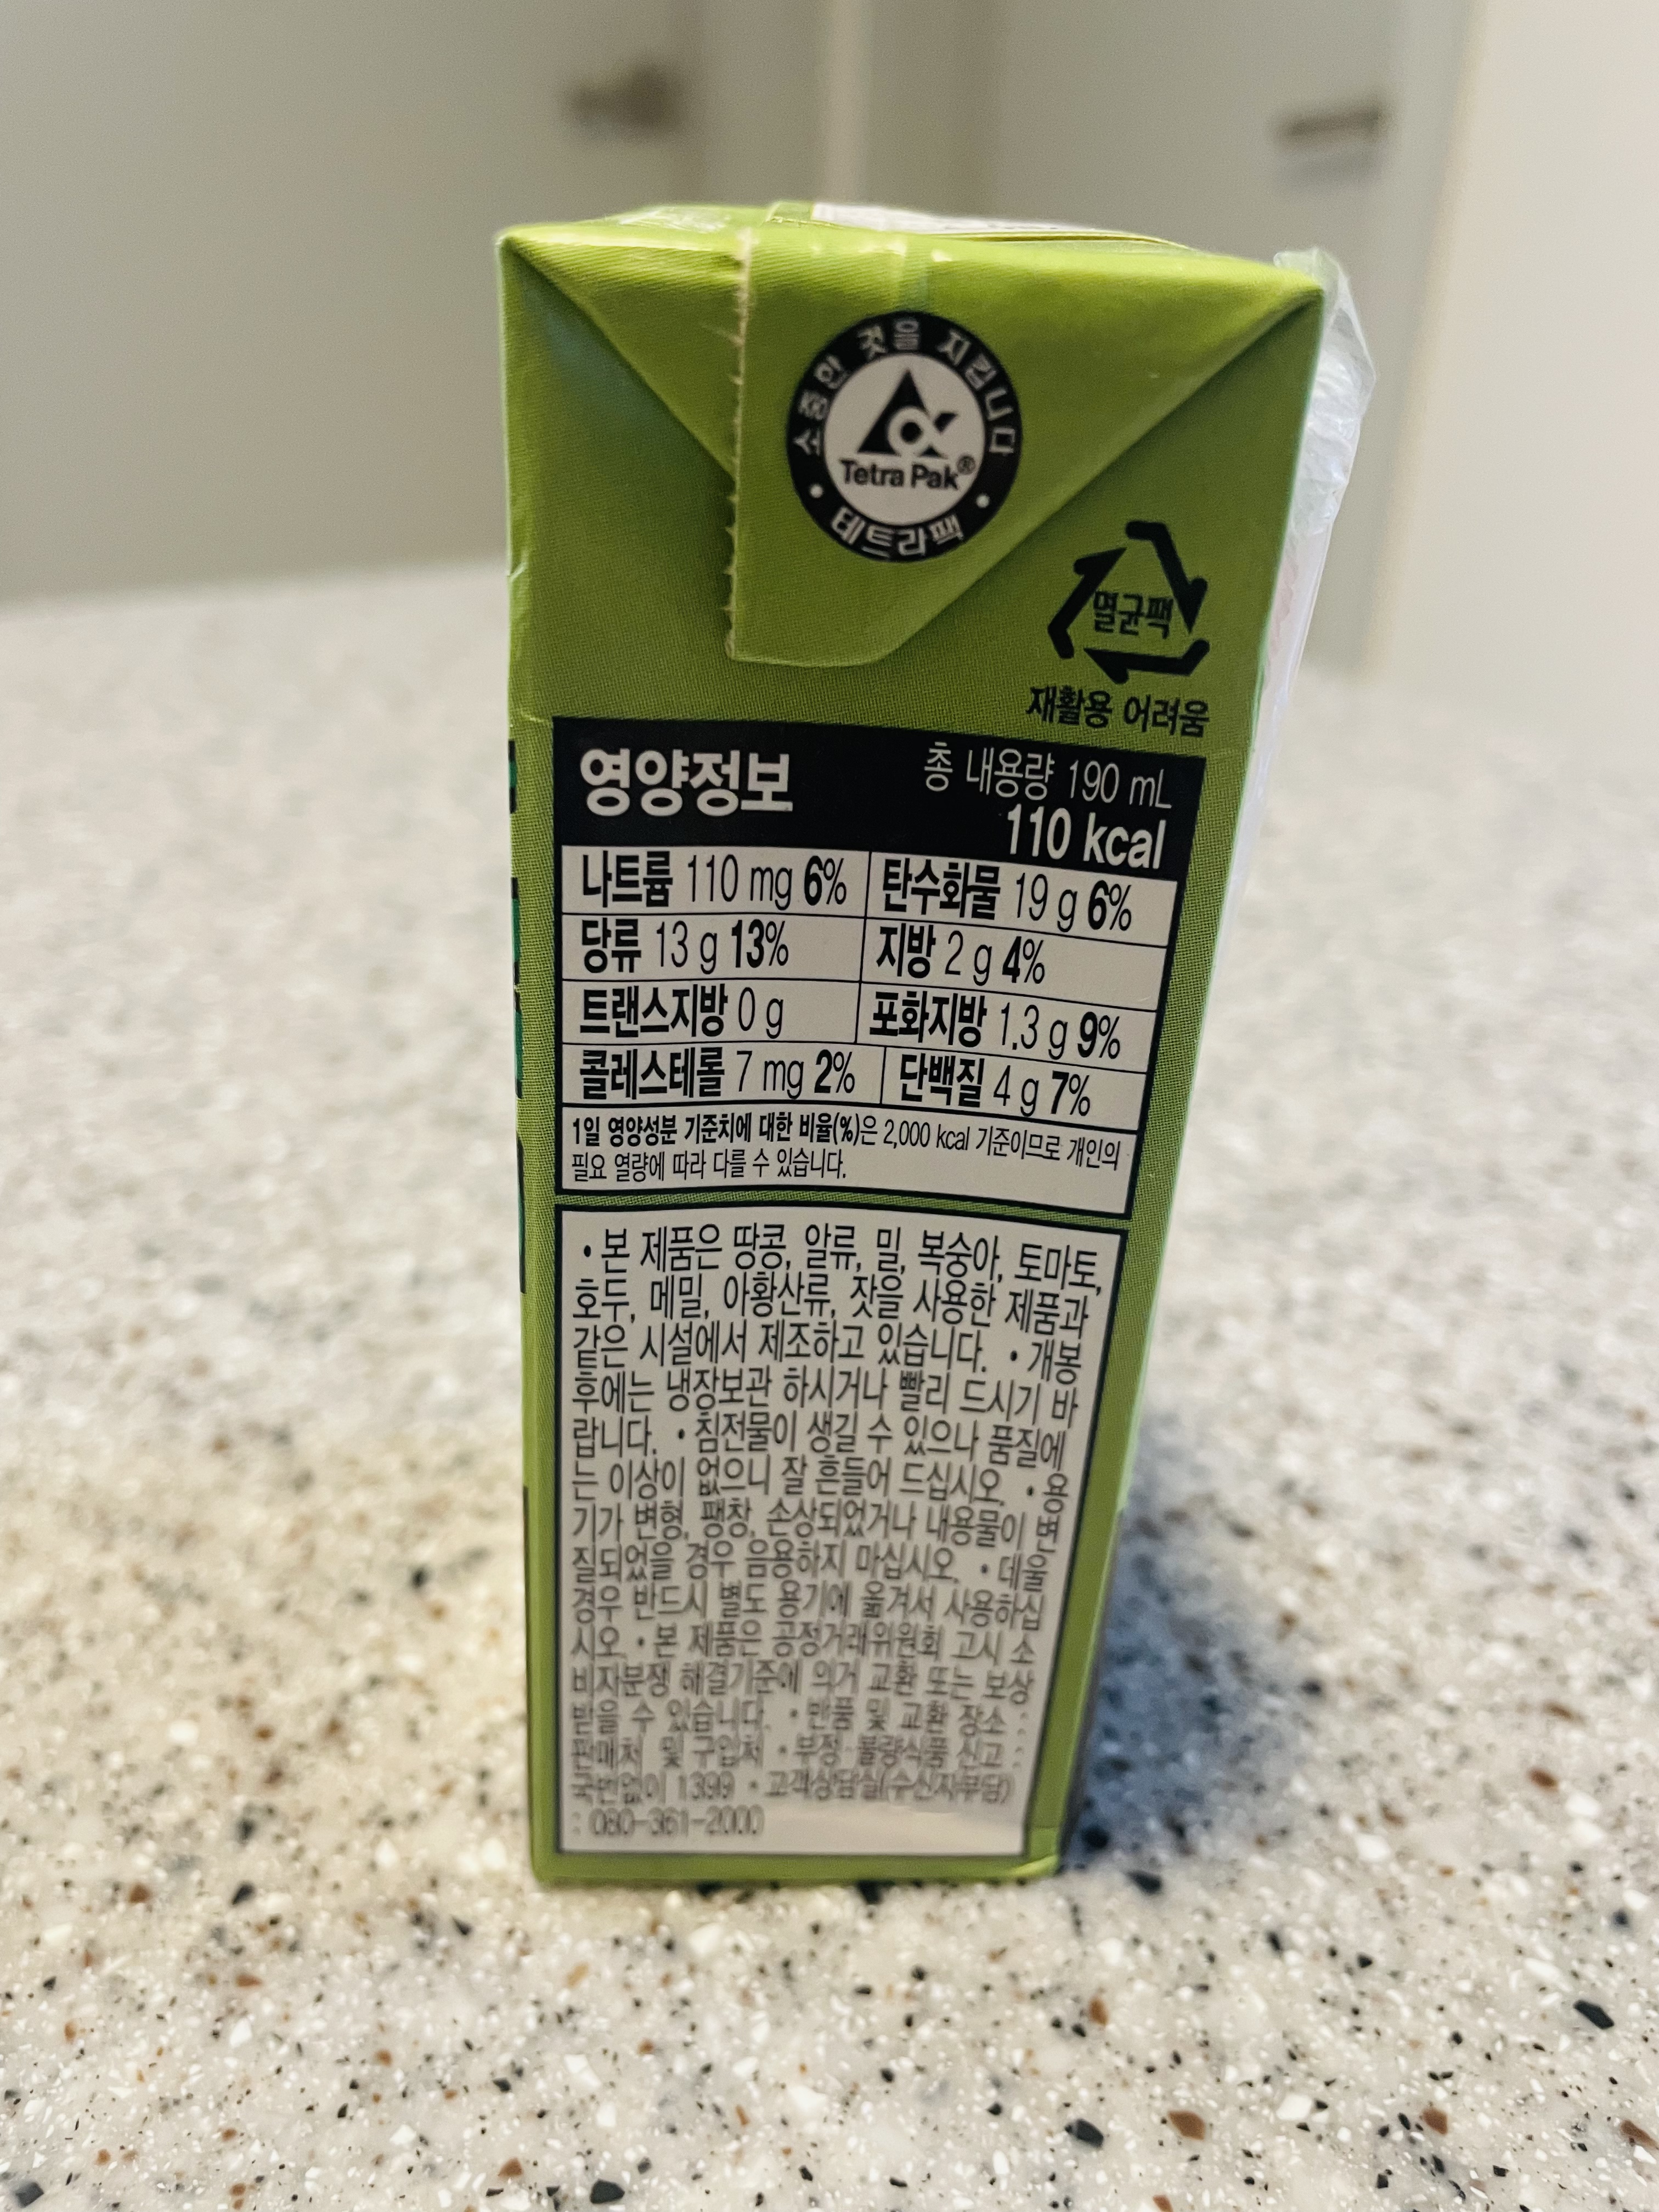 소중한 것을 지킵니다
Tetra Pak®
• 테트라팩 •
멸균팩
재활용 어려움
영양정보 총 내용량 190 mL
110 kcal
나트륨 110 mg 6% 탄수화물 19 g 6%
당류 13 g 13% 지방 2 g 4%
트랜스지방 0 g 포화지방 1.3 g 9%
콜레스테롤 7 mg 2% 단백질 4 g 7%
1일 영양성분 기준치에 대한 비율(%)은 2,000 kcal 기준이므로 개인의
필요 열량에 따라 다를 수 있습니다.
• 본 제품은 땅콩, 알류, 밀, 복숭아, 토마토,
호두, 메밀, 아황산류, 잣을 사용한 제품과
같은 시설에서 제조하고 있습니다. • 개봉
후에는 냉장보관 하시거나 빨리 드시기 바
랍니다. • 침전물이 생길 수 있으나 품질에
는 이상이 없으니 잘 흔들어 드십시오. • 용
기가 변형, 팽창, 손상되었거나 내용물이 변
질되었을 경우 음용하지 마십시오. • 데울
경우 반드시 별도 용기에 옮겨서 사용하십
시오. • 본 제품은 공정거래위원회 고시 소
비자분쟁 해결기준에 의거 교환 또는 보상
받을 수 있습니다. • 반품 및 교환 장소 :
판매처 및 구입처 • 부정·불량식품 신고 :
국번없이 1399 • 고객상담실(수신자부담)
: 080-361-2000